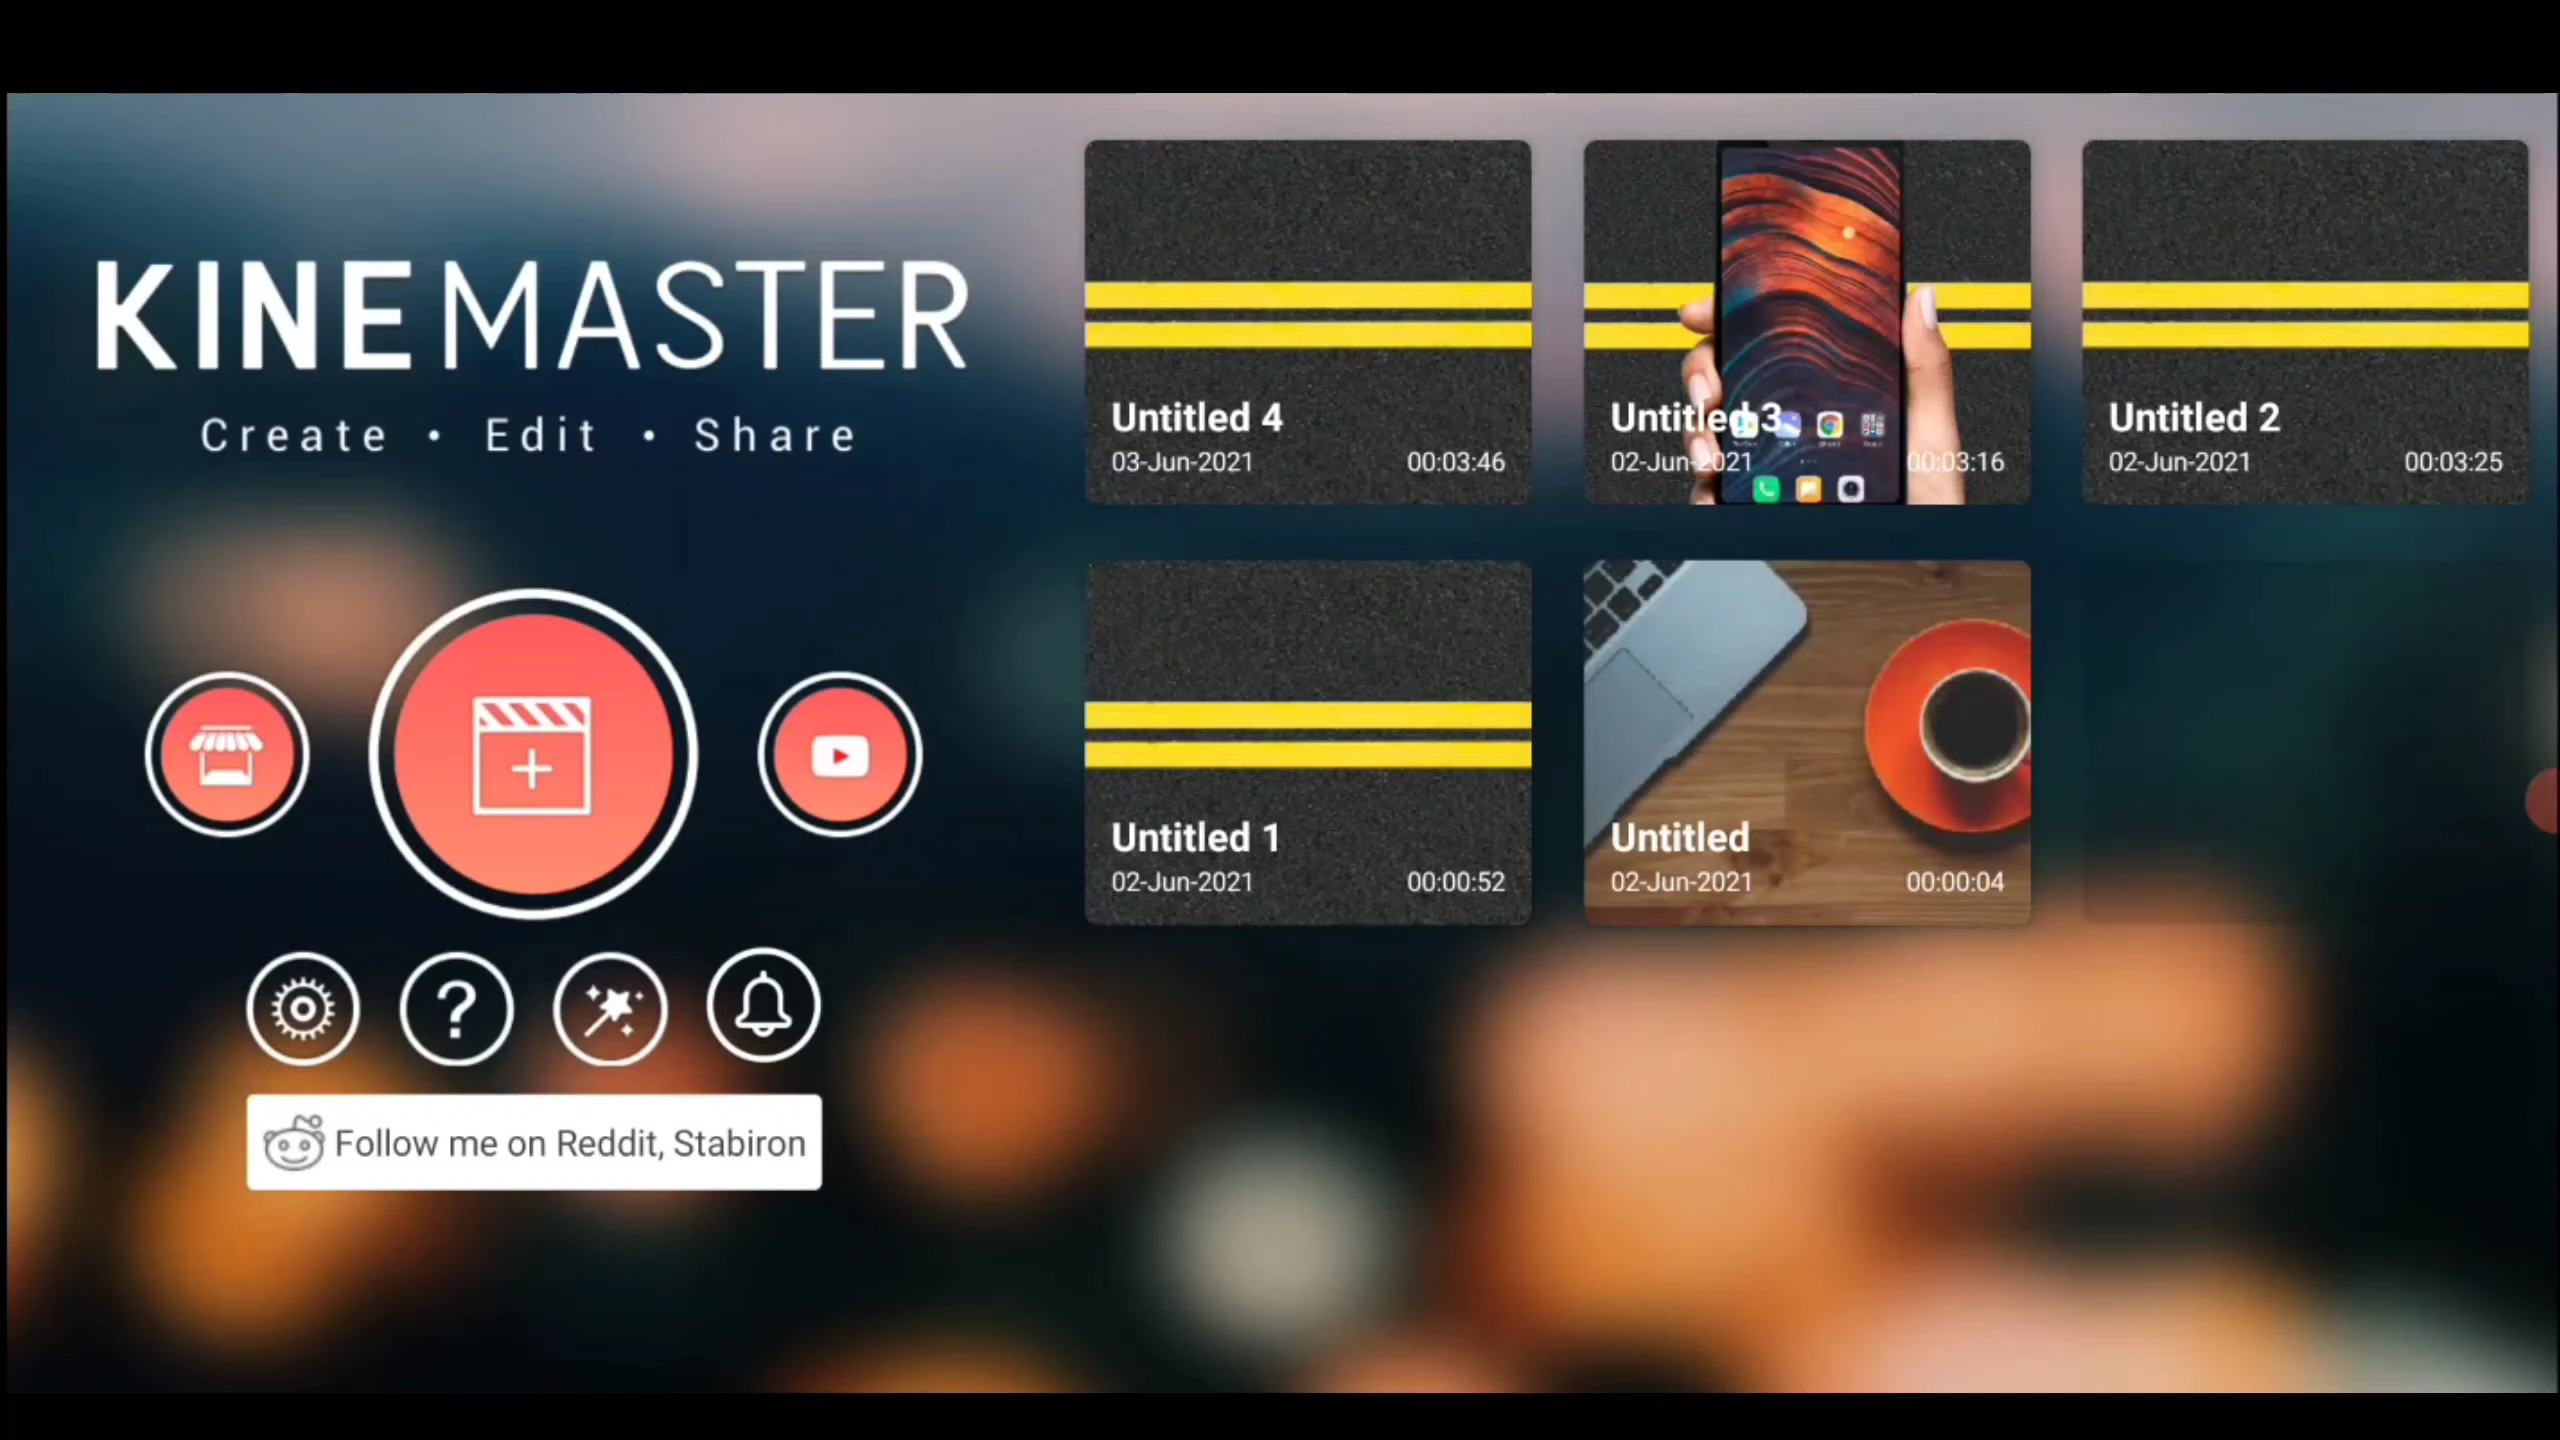 KINEMASTER
Create • Edit • Share
Follow me on Reddit, Stabiron
Untitled 4
03-Jun-2021 00:03:46
Untitled 3
02-Jun-2021 00:03:16
Untitled 2
02-Jun-2021 00:03:25
Untitled 1
02-Jun-2021 00:00:52
Untitled
02-Jun-2021 00:00:04